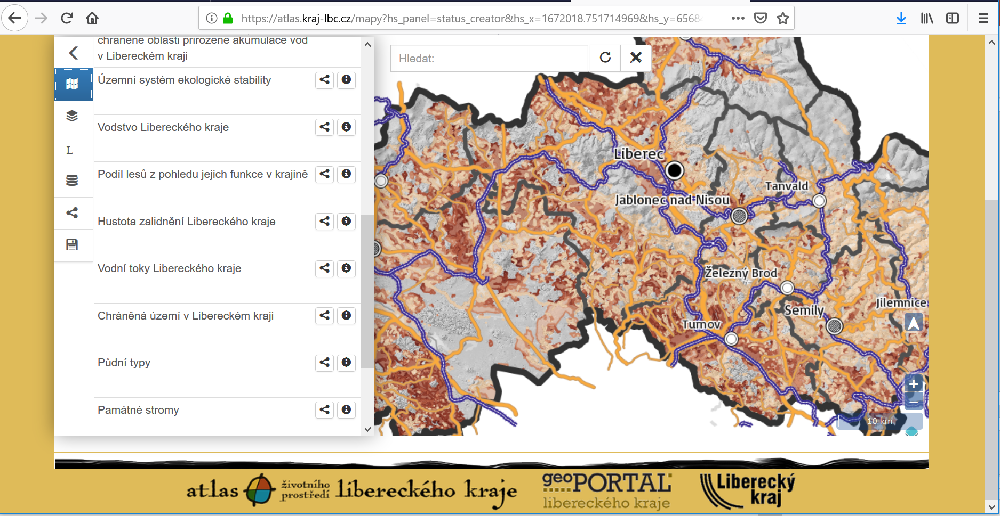 https://atlas.kraj-lbc.cz/mapy?hs_panel=status_creator&hs_x=1672018.751714969&hs_y=6568
chráněné oblasti přirozené akumulace vod
v Libereckém kraji
Územní systém ekologické stability
Vodstvo Libereckého kraje
L
Podíl lesů z pohledu jejich funkce v krajině
Hustota zalidnění Libereckého kraje
Vodní toky Libereckého kraje
Chráněná území v Libereckém kraji
Půdní typy
Památné stromy
Hledat:
Liberec
Tanvald
Jablonec nad Nisou
Železný Brod
Jilemnice
Semily
Turnov
+
−
10 km
atlas životního prostředí libereckého kraje
geoPORTAL
libereckého kraje
Liberecký
kraj